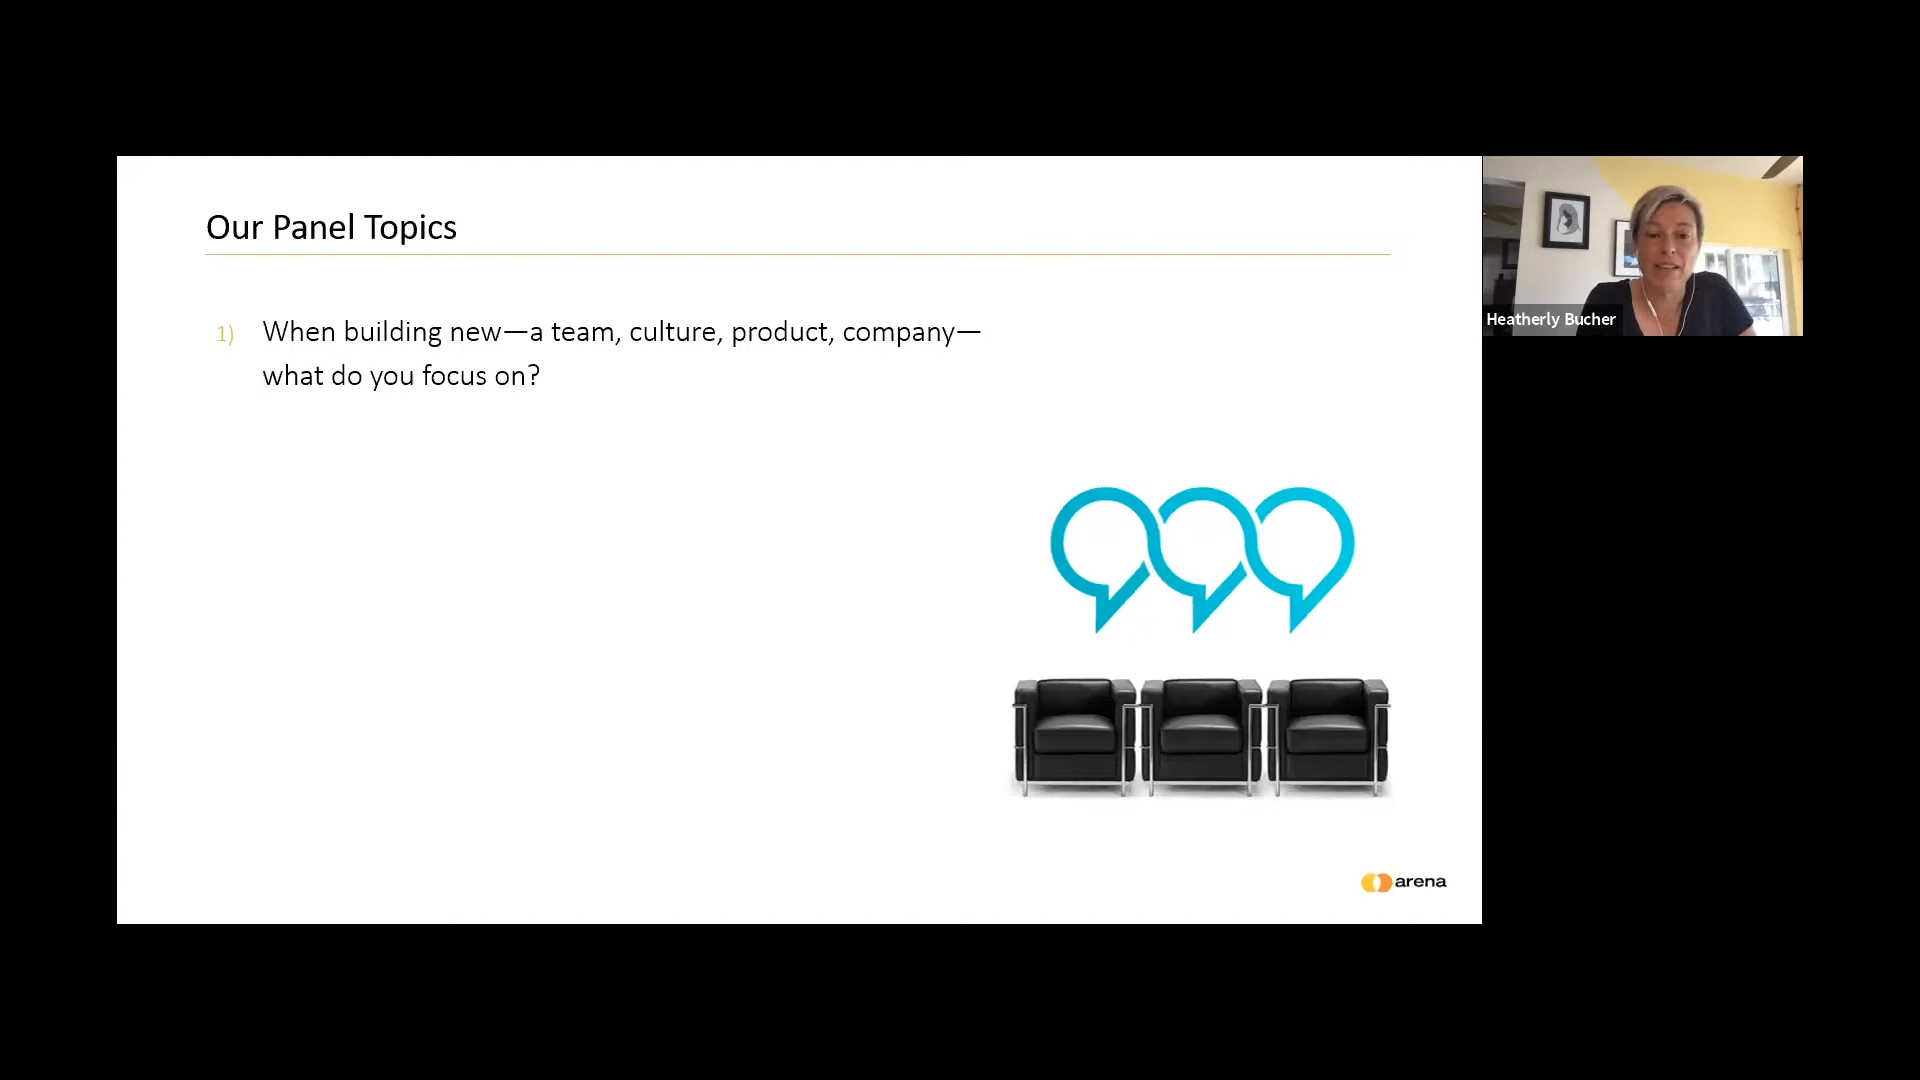 Our Panel Topics
1) When building new—a team, culture, product, company—
what do you focus on?
Heatherly Bucher
arena